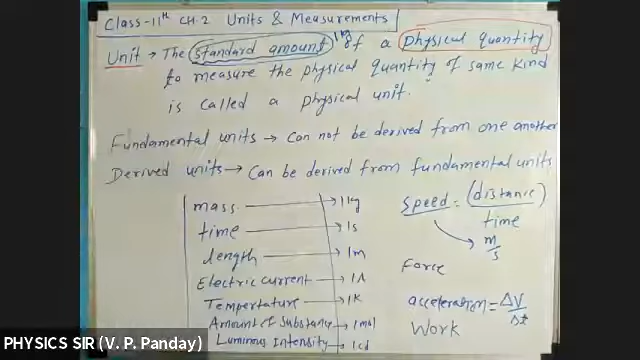 Class-11th CH.2 Units & Measurements
Unit → The standard amount of a physical quantity
1kg
to measure the physical quantity of same kind
is called a physical unit.
Fundamental units → Can not be derived from one another
Derived units → Can be derived from fundamental units
mass → 1kg
time → 1s
length → 1m
Electric current → 1A
Tempertature → 1K
Amount of Substance → 1mol
Luminous Intensity → 1cd
Speed = (distance)/time
m/s
Force
acceleration = ΔV/Δt
Work
PHYSICS SIR (V. P. Panday)